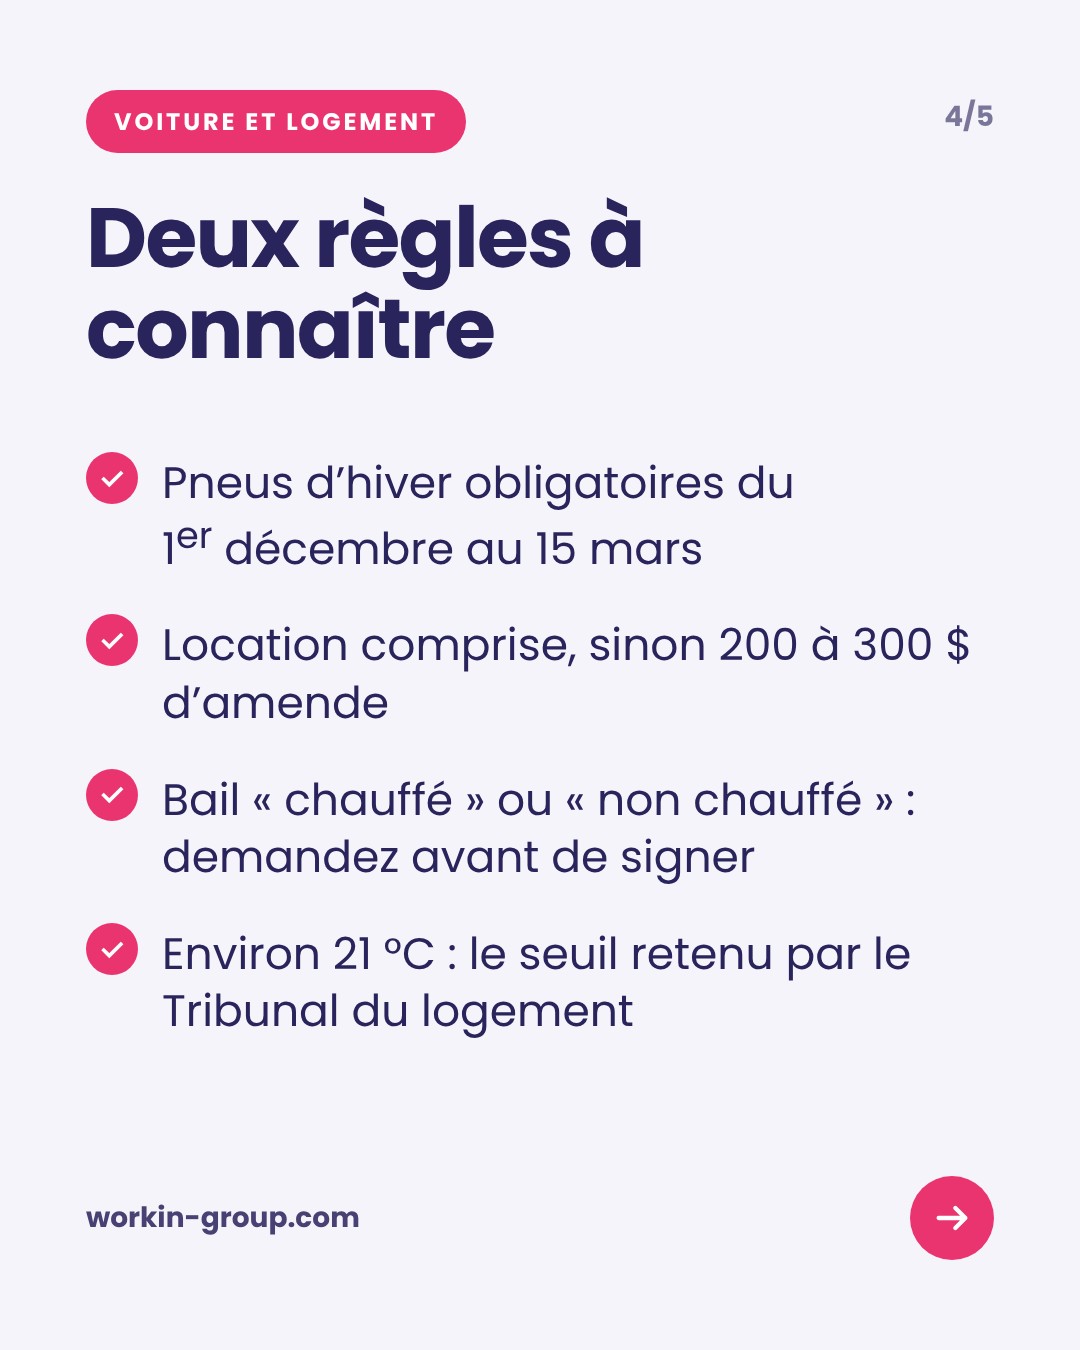 VOITURE ET LOGEMENT
4/5
Deux règles à
connaître
Pneus d’hiver obligatoires du
1er décembre au 15 mars
Location comprise, sinon 200 à 300 $
d’amende
Bail « chauffé » ou « non chauffé » :
demandez avant de signer
Environ 21 °C : le seuil retenu par le
Tribunal du logement
workin-group.com